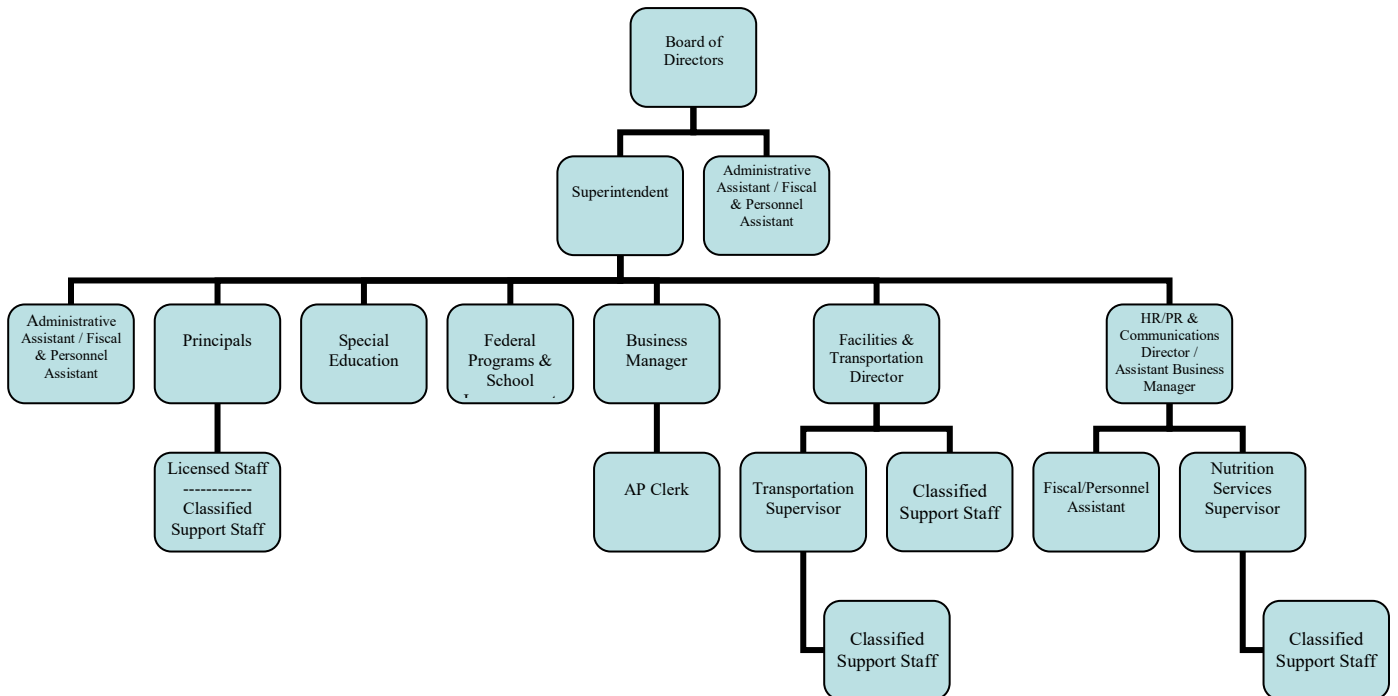 Board of
Directors
Superintendent
Administrative
Assistant / Fiscal
& Personnel
Assistant
Administrative
Assistant / Fiscal
& Personnel
Assistant
Principals
Special
Education
Federal
Programs &
School
Business
Manager
Facilities &
Transportation
Director
HR/PR &
Communications
Director /
Assistant Business
Manager
Licensed Staff
------------
Classified
Support Staff
AP Clerk
Transportation
Supervisor
Classified
Support Staff
Fiscal/Personnel
Assistant
Nutrition
Services
Supervisor
Classified
Support Staff
Classified
Support Staff